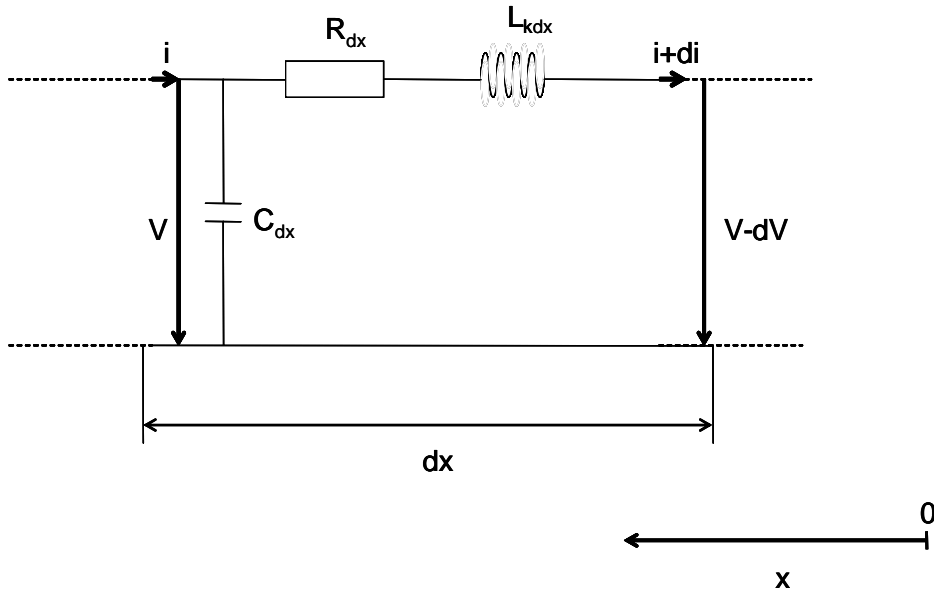 R_dx
L_kdx
i
i+di
V
C_dx
V-dV
dx
0
x